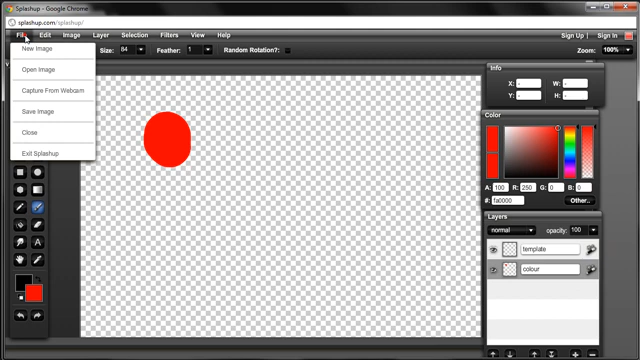 Splashup - Google Chrome
splashup.com/splashup/
File Edit Image Layer Selection Filters View Help Sign Up | Sign In
Size: 84 Feather: 1 Random Rotation?: Zoom: 100%
New Image
Open Image
Capture From Webcam
Save Image
Close
Exit Splashup
A
Info
X: - W: -
Y: - H: -
Color
A: 100 R: 250 G: 0 B: 0
#: fa0000 Other..
Layers
normal opacity: 100
template
colour